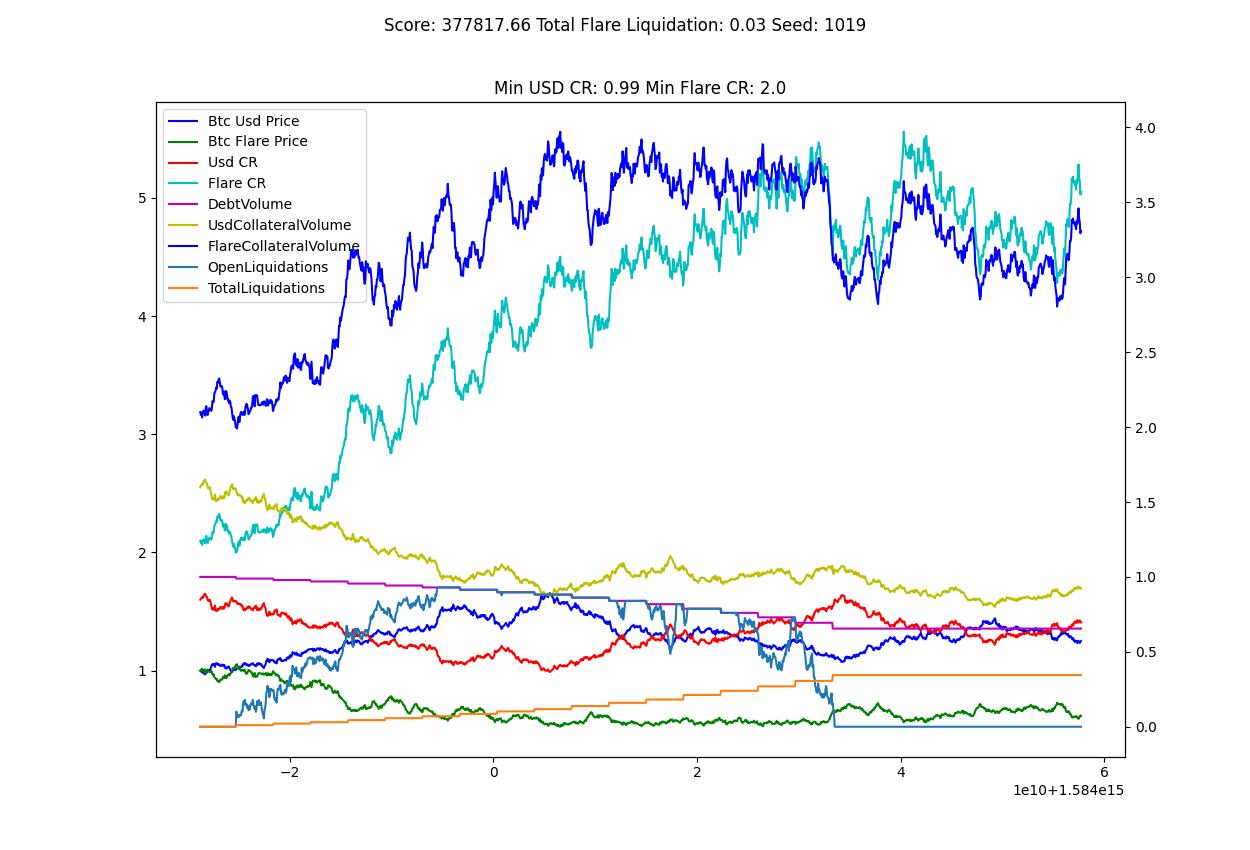 Score: 377817.66 Total Flare Liquidation: 0.03 Seed: 1019
Min USD CR: 0.99 Min Flare CR: 2.0
Btc Usd Price
Btc Flare Price
Usd CR
Flare CR
DebtVolume
UsdCollateralVolume
FlareCollateralVolume
OpenLiquidations
TotalLiquidations
5
4
3
2
1
4.0
3.5
3.0
2.5
2.0
1.5
1.0
0.5
0.0
−2 0 2 4 6
1e10+1.584e15